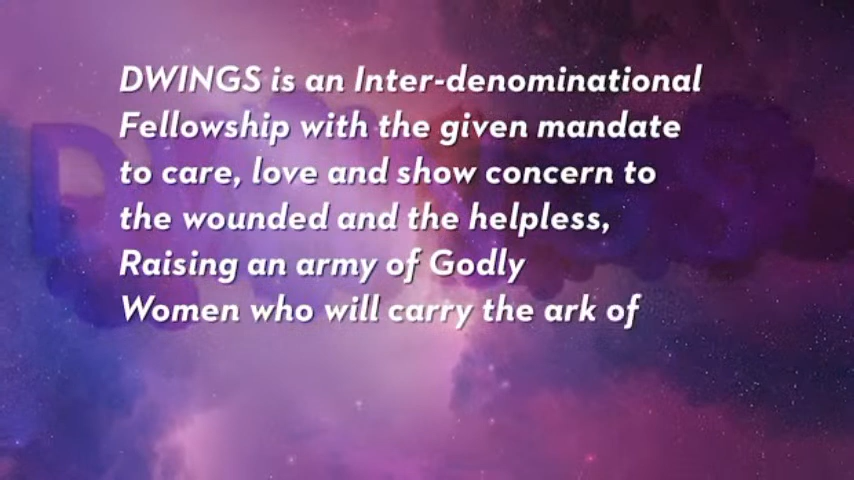 DWINGS is an Inter-denominational
Fellowship with the given mandate
to care, love and show concern to
the wounded and the helpless,
Raising an army of Godly
Women who will carry the ark of